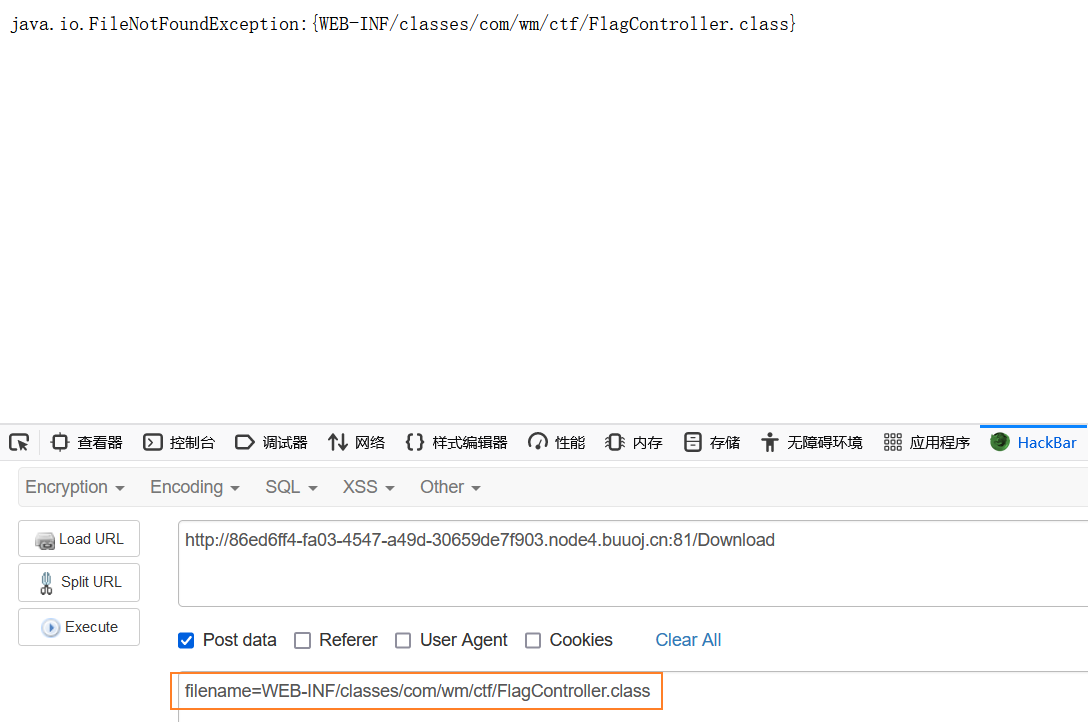 java.io.FileNotFoundException:{WEB-INF/classes/com/wm/ctf/FlagController.class}
查看器 控制台 调试器 网络 样式编辑器 性能 内存 存储 无障碍环境 应用程序 HackBar
Encryption Encoding SQL XSS Other
Load URL http://86ed6ff4-fa03-4547-a49d-30659de7f903.node4.buuoj.cn:81/Download
Split URL
Execute
Post data Referer User Agent Cookies Clear All
filename=WEB-INF/classes/com/wm/ctf/FlagController.class